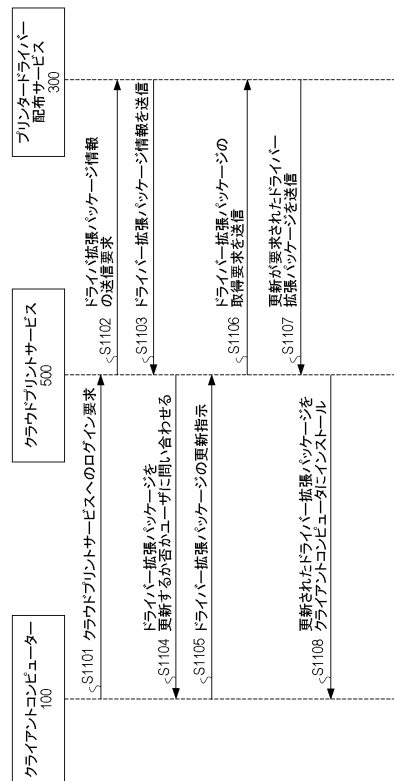 クライアントコンピューター
100
クラウドプリントサービス
500
プリンタードライバー
配布サービス
300
S1101 クラウドプリントサービスへのログイン要求
S1102
ドライバ拡張パッケージ情報
の送信要求
S1103 ドライバー拡張パッケージ情報を送信
S1104
ドライバー拡張パッケージを
更新するか否かユーザに問い合わせる
S1105 ドライバー拡張パッケージの更新指示
S1106
ドライバー拡張パッケージの
取得要求を送信
S1107
更新が要求されたドライバー
拡張パッケージを送信
S1108
更新されたドライバー拡張パッケージを
クライアントコンピュータにインストール